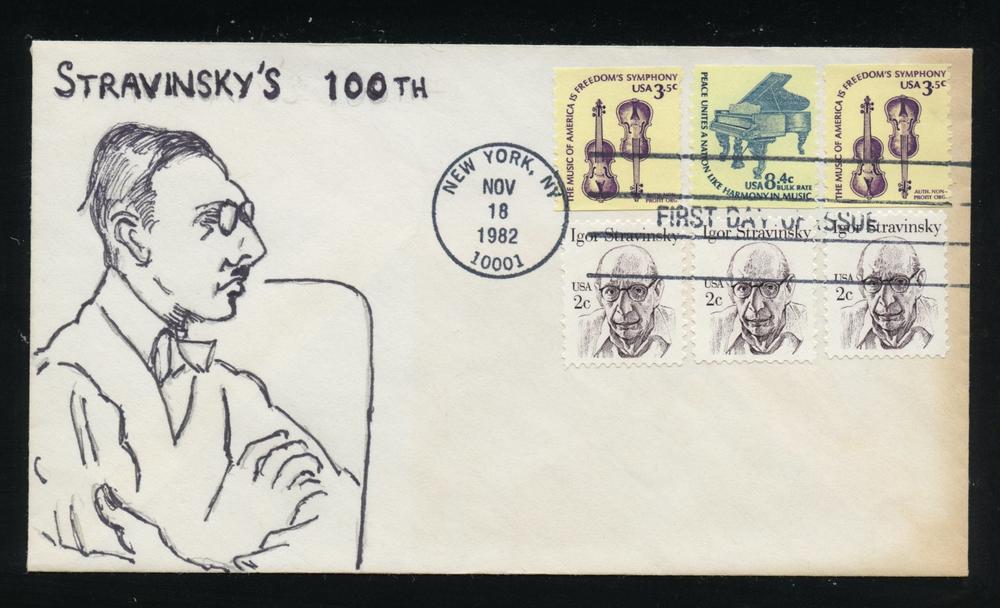 STRAVINSKY'S 100TH
THE MUSIC OF AMERICA IS FREEDOM'S SYMPHONY
USA 3.5c
PROFIT ORG.
PEACE UNITES A NATION LIKE HARMONY IN MUSIC
USA 8.4c
BULK RATE
THE MUSIC OF AMERICA IS FREEDOM'S SYMPHONY
USA 3.5c
AUTH. NON-
PROFIT ORG.
NEW YORK, NY
NOV
18
1982
10001
FIRST DAY OF ISSUE
Igor Stravinsky
USA
2c
Igor Stravinsky
USA
2c
Igor Stravinsky
USA
2c